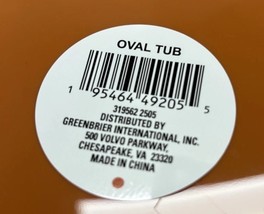 OVAL TUB
1 95464 49205 5
319562 2505
DISTRIBUTED BY
GREENBRIER INTERNATIONAL, INC.
500 VOLVO PARKWAY.
CHESAPEAKE, VA 23320
MADE IN CHINA